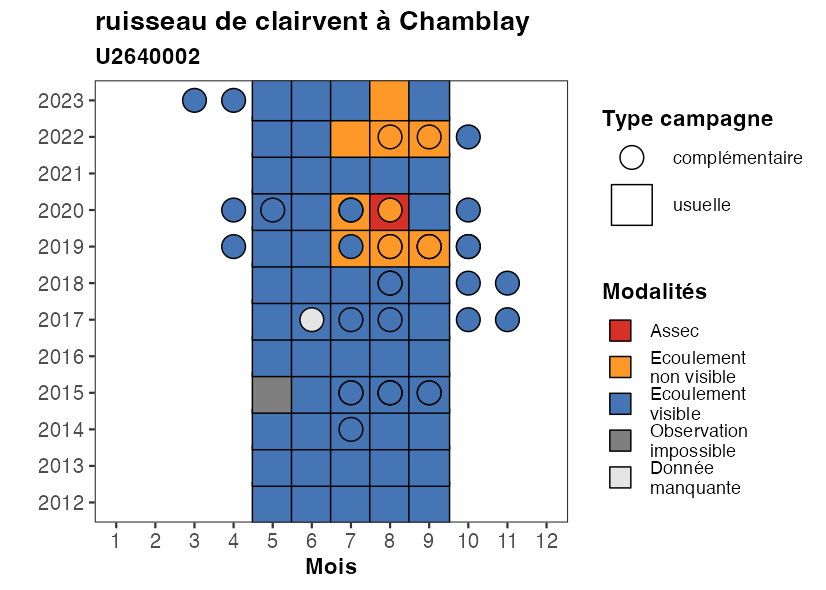 ruisseau de clairvent à Chamblay
U2640002
2023
2022
2021
2020
2019
2018
2017
2016
2015
2014
2013
2012
1 2 3 4 5 6 7 8 9 10 11 12
Mois
Type campagne
complémentaire
usuelle
Modalités
Assec
Ecoulement
non visible
Ecoulement
visible
Observation
impossible
Donnée
manquante